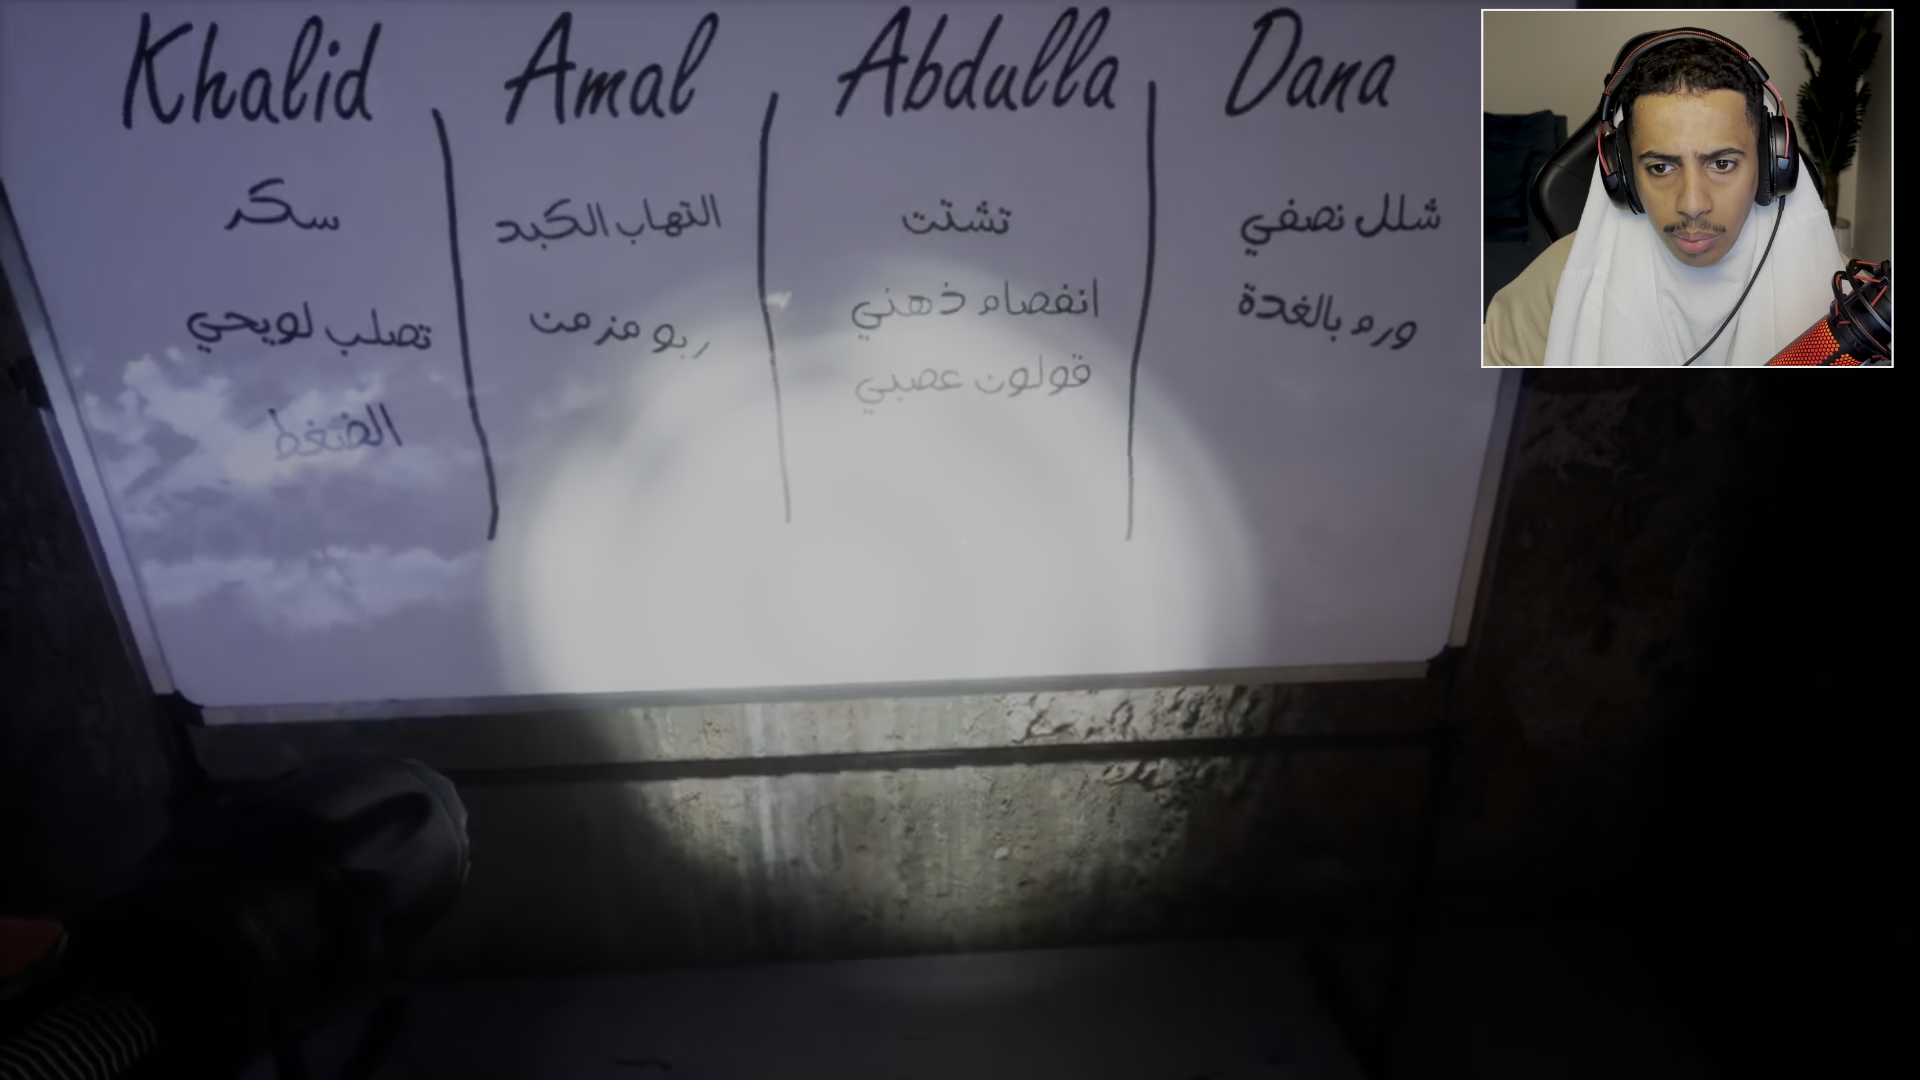 Khalid Amal Abdulla Dana
سكر
تصلب لويحي
الضغط
التهاب الكبد
ربو مزمن
تشتت
انفصام ذهني
قولون عصبي
شلل نصفي
ورم بالغدة